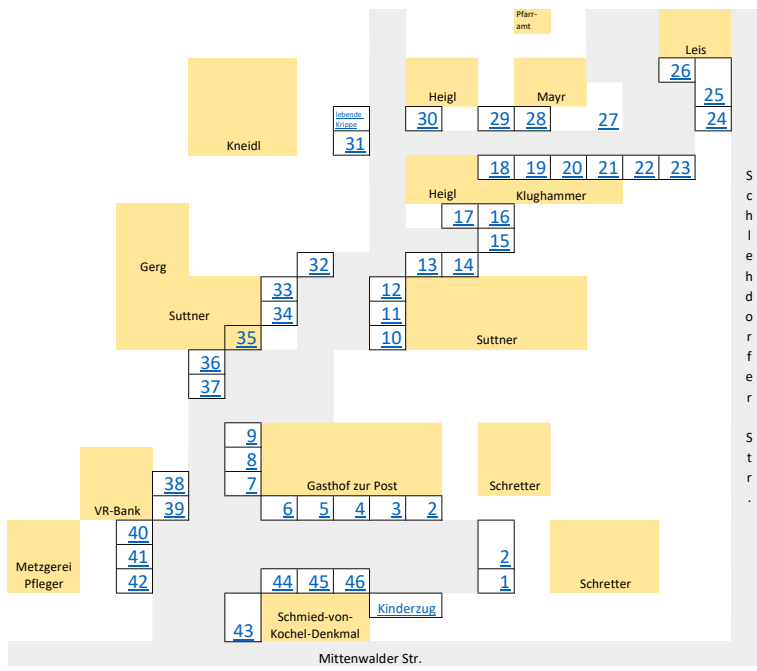 Pfarr-
amt
Leis
26
25
24
Heigl
Mayr
lebende
Krippe
30
29
28
27
31
Kneidl
18
19
20
21
22
23
Heigl
Klughammer
17
16
15
Gerg
32
13
14
33
12
Suttner
34
11
35
10
Suttner
36
37
9
8
7
Gasthof zur Post
Schretter
38
39
VR-Bank
6
5
4
3
2
40
41
42
Metzgerei
Pfleger
2
1
Schretter
44
45
46
Kinderzug
43
Schmied-von-
Kochel-Denkmal
Mittenwalder Str.
S
c
h
l
e
h
d
o
r
f
e
r
S
t
r
.